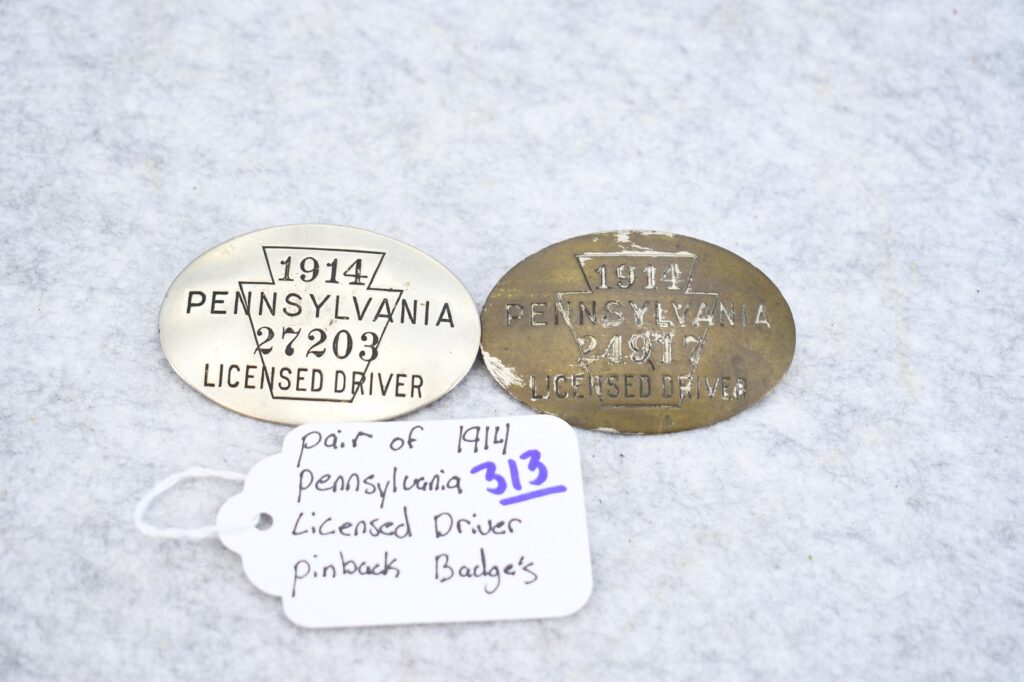 1914
PENNSYLVANIA
27203
LICENSED DRIVER
1914
PENNSYLVANIA
24917
LICENSED DRIVER
pair of 1914
pennsylvania 313
Licensed Driver
pinback Badge's